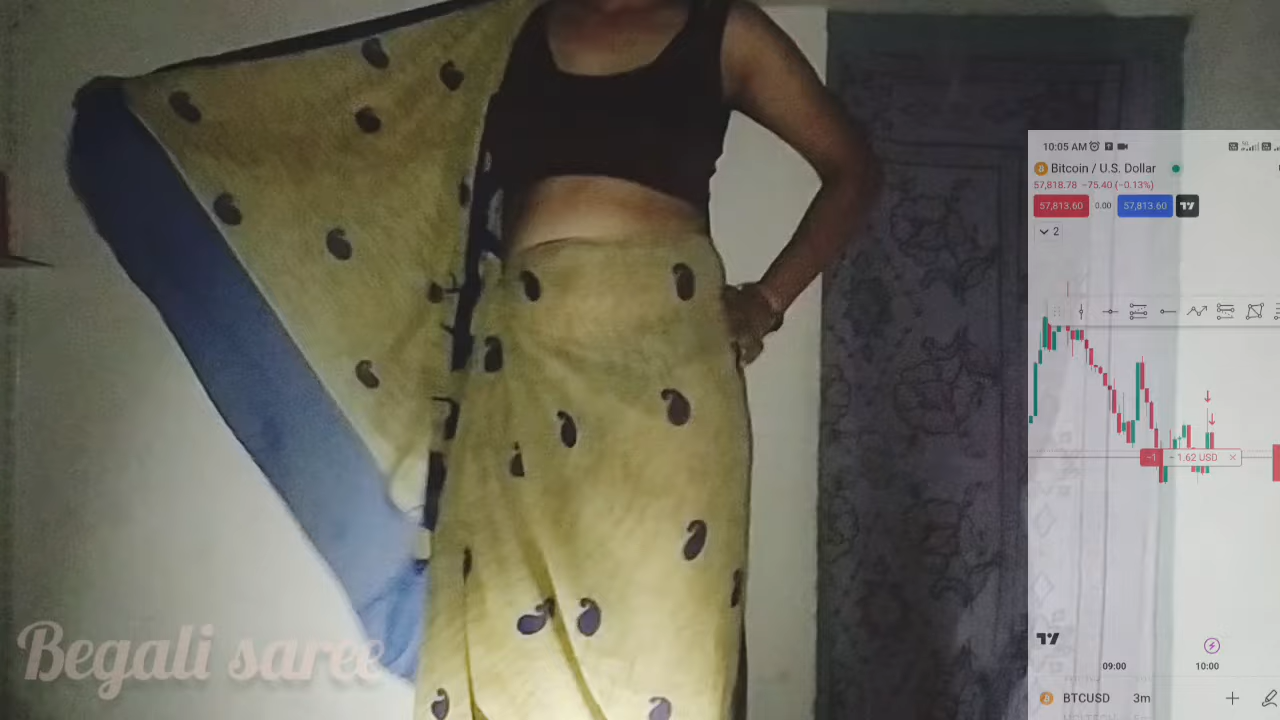 10:05 AM
Bitcoin / U.S. Dollar
57,818.78 −75.40 (−0.13%)
57,813.60 0.00 57,813.60
2
−1 −1.62 USD ×
Begali saree
09:00 10:00
BTCUSD 3m